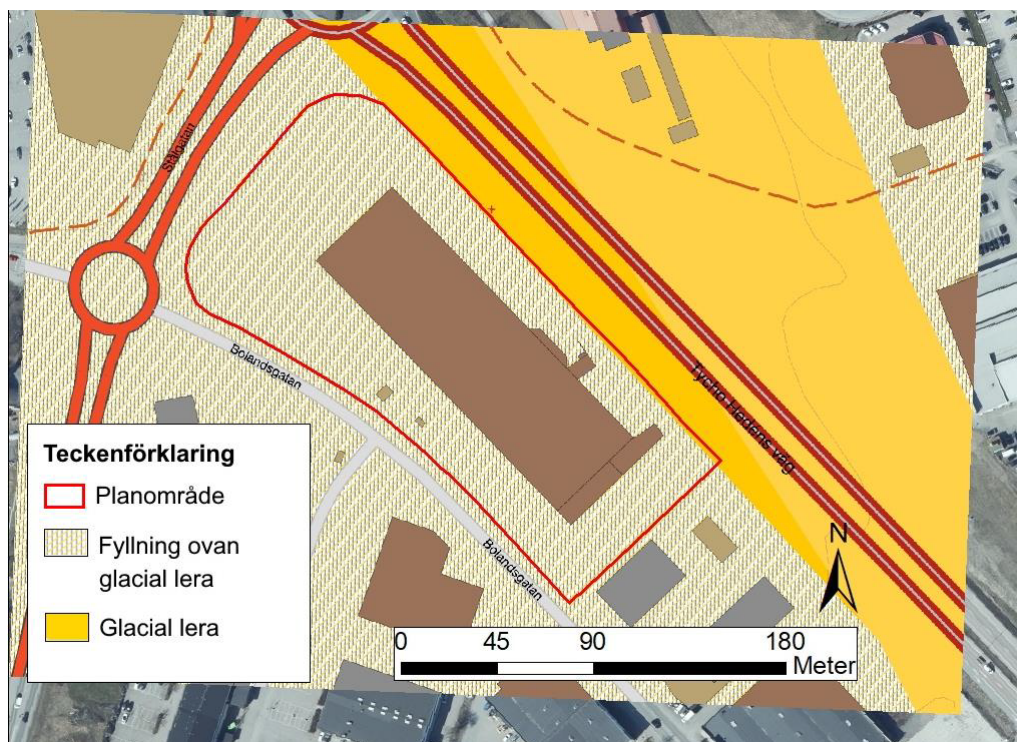 Stålgatan
Bolandsgatan
Tycho Hedéns väg
Bolandsgatan
Teckenförklaring
Planområde
Fyllning ovan
glacial lera
Glacial lera
N
0 45 90 180
Meter